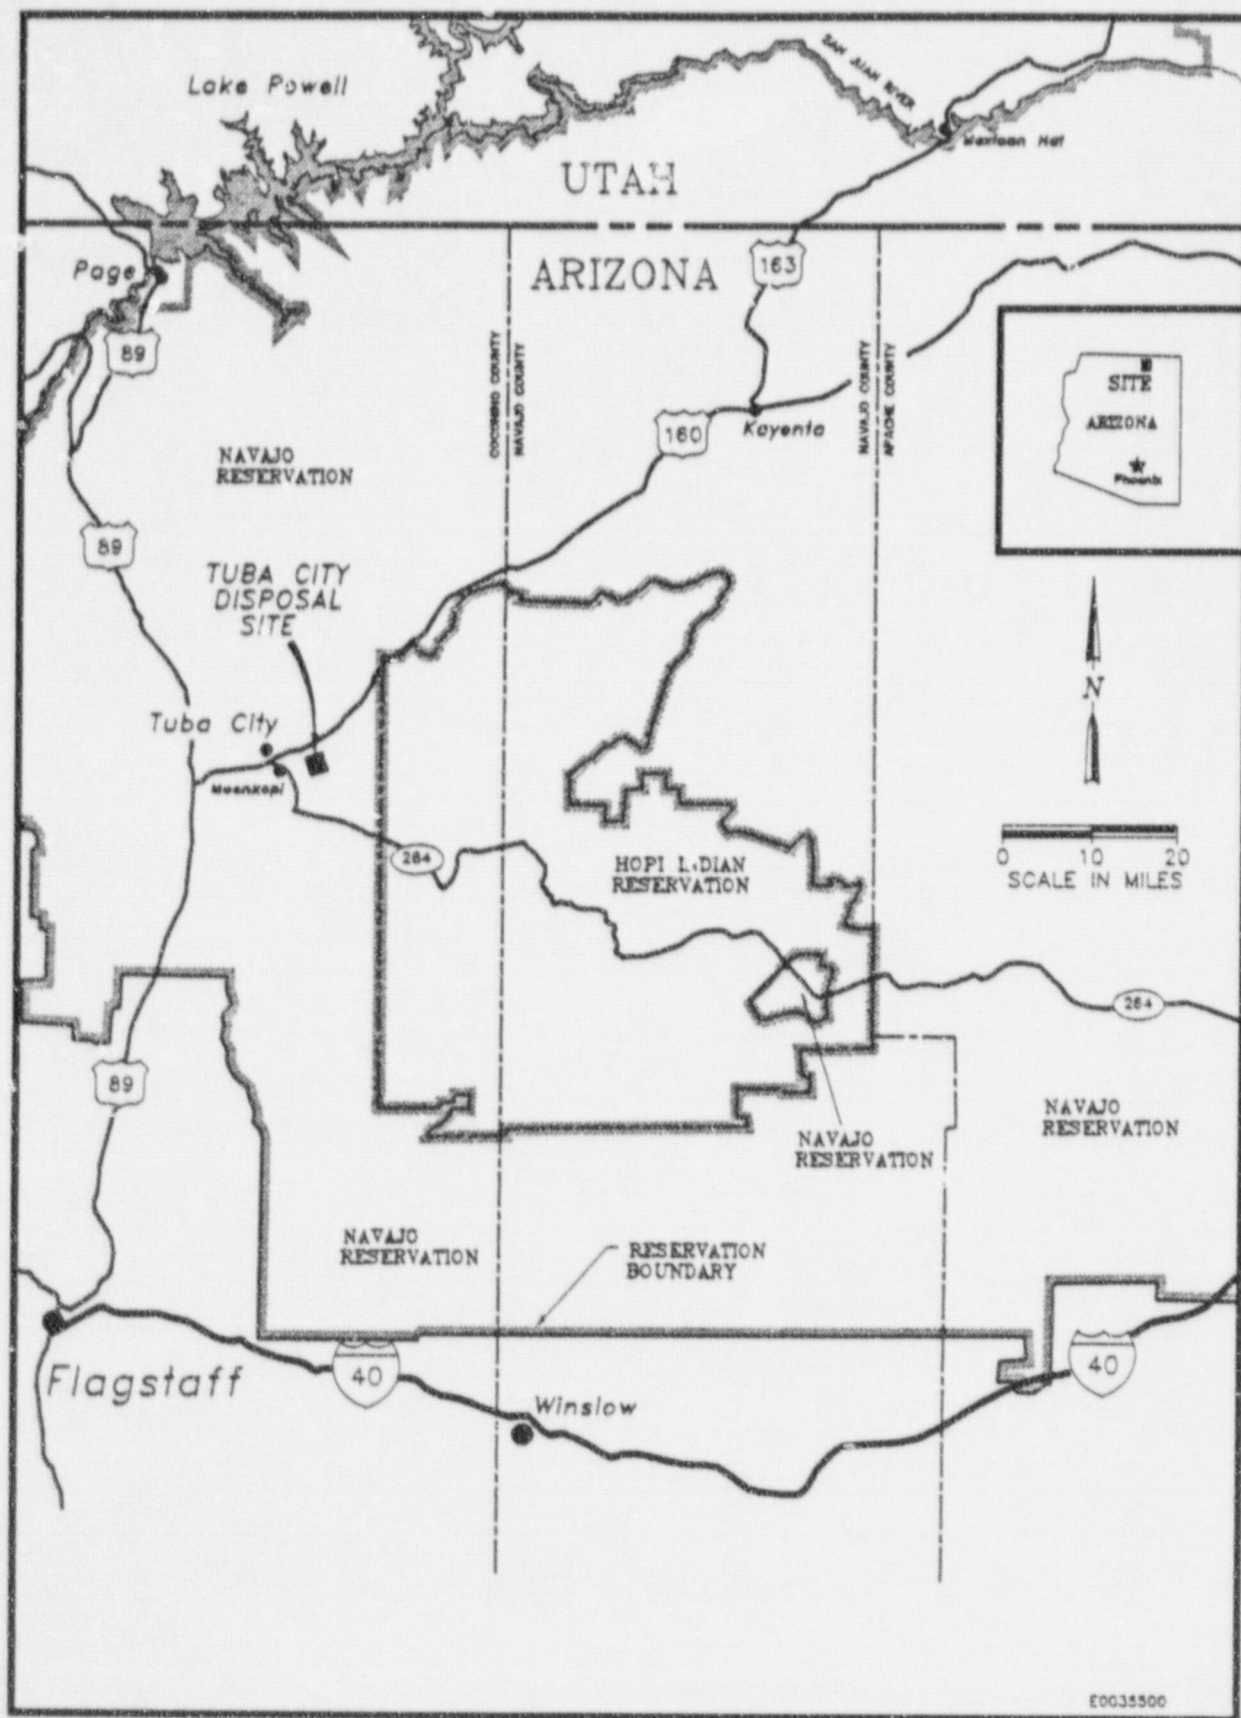 Lake Powell
SAN JUAN RIVER
Mexican Hat
UTAH
ARIZONA
Page
163
89
COCONINO COUNTY
NAVAJO COUNTY
NAVAJO COUNTY
APACHE COUNTY
SITE
ARIZONA
Phoenix
160
Kayenta
NAVAJO
RESERVATION
89
TUBA CITY
DISPOSAL
SITE
N
Tuba City
Moenkopi
264
HOPI INDIAN
RESERVATION
0 10 20
SCALE IN MILES
264
89
NAVAJO
RESERVATION
NAVAJO
RESERVATION
NAVAJO
RESERVATION
RESERVATION
BOUNDARY
40
40
Flagstaff
Winslow
E0035500